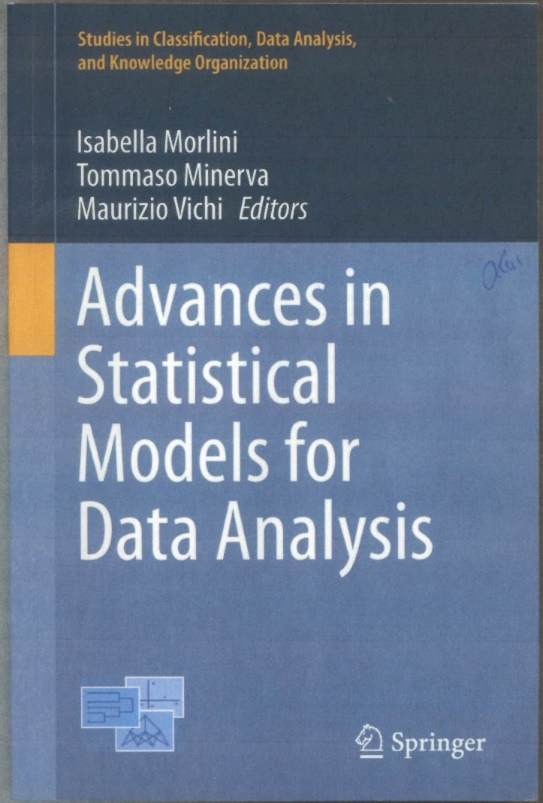 Studies in Classification, Data Analysis,
and Knowledge Organization
Isabella Morlini
Tommaso Minerva
Maurizio Vichi Editors
Advances in
Statistical
Models for
Data Analysis
Springer